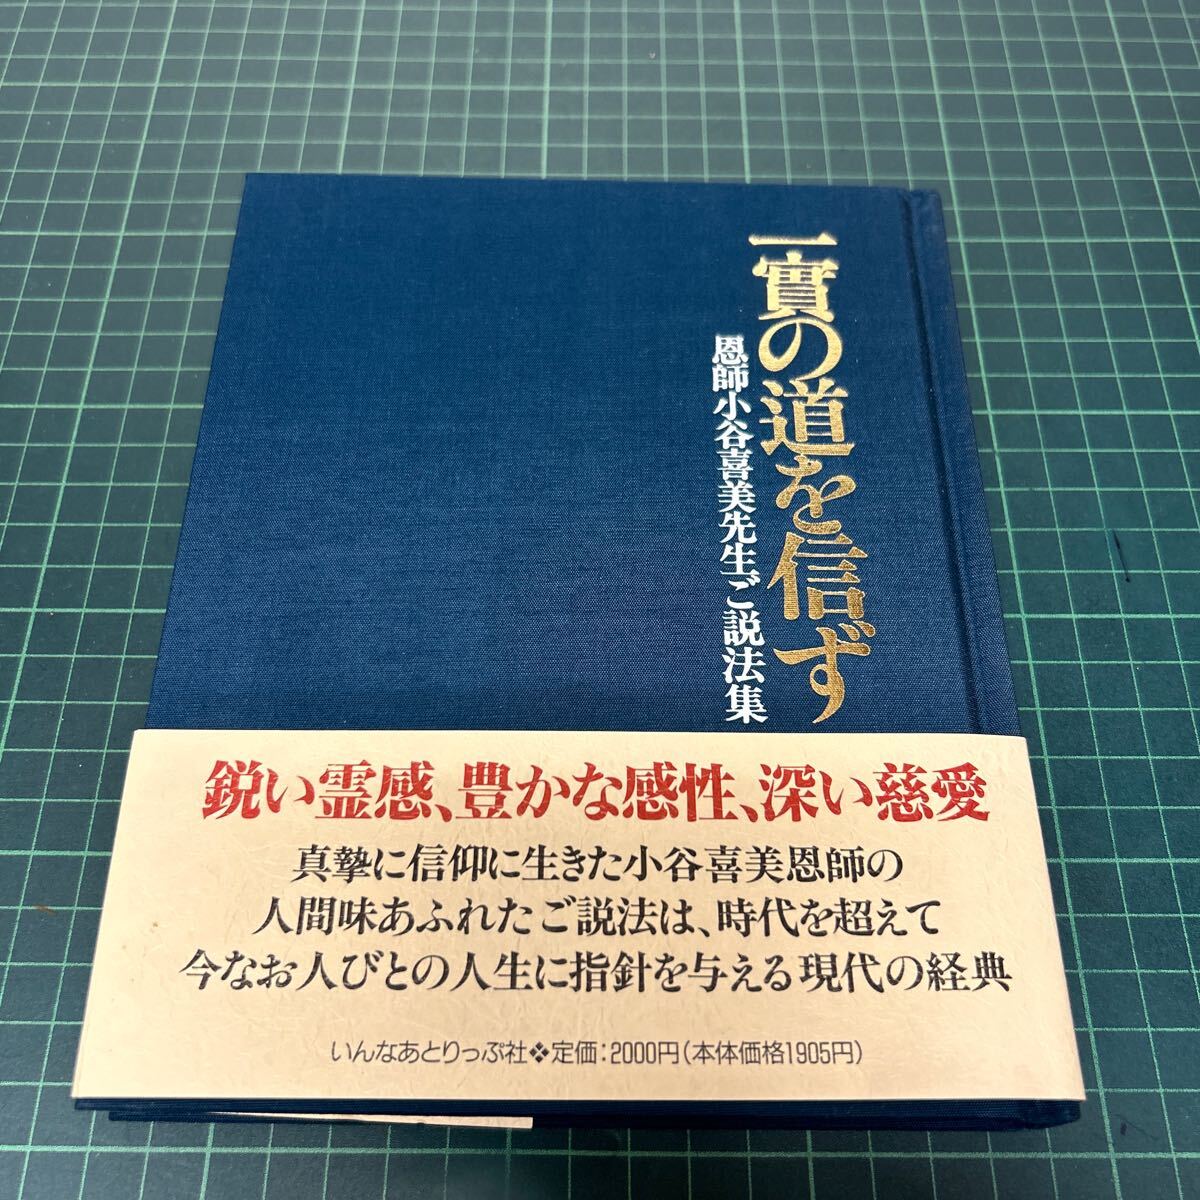 一實の道を信ず
恩師小谷喜美先生ご説法集
鋭い霊感、豊かな感性、深い慈愛
真摯に信仰に生きた小谷喜美恩師の
人間味あふれたご説法は、時代を超えて
今なお人びとの人生に指針を与える現代の経典
いんなあとりっぷ社❖定価:2000円(本体価格1905円)